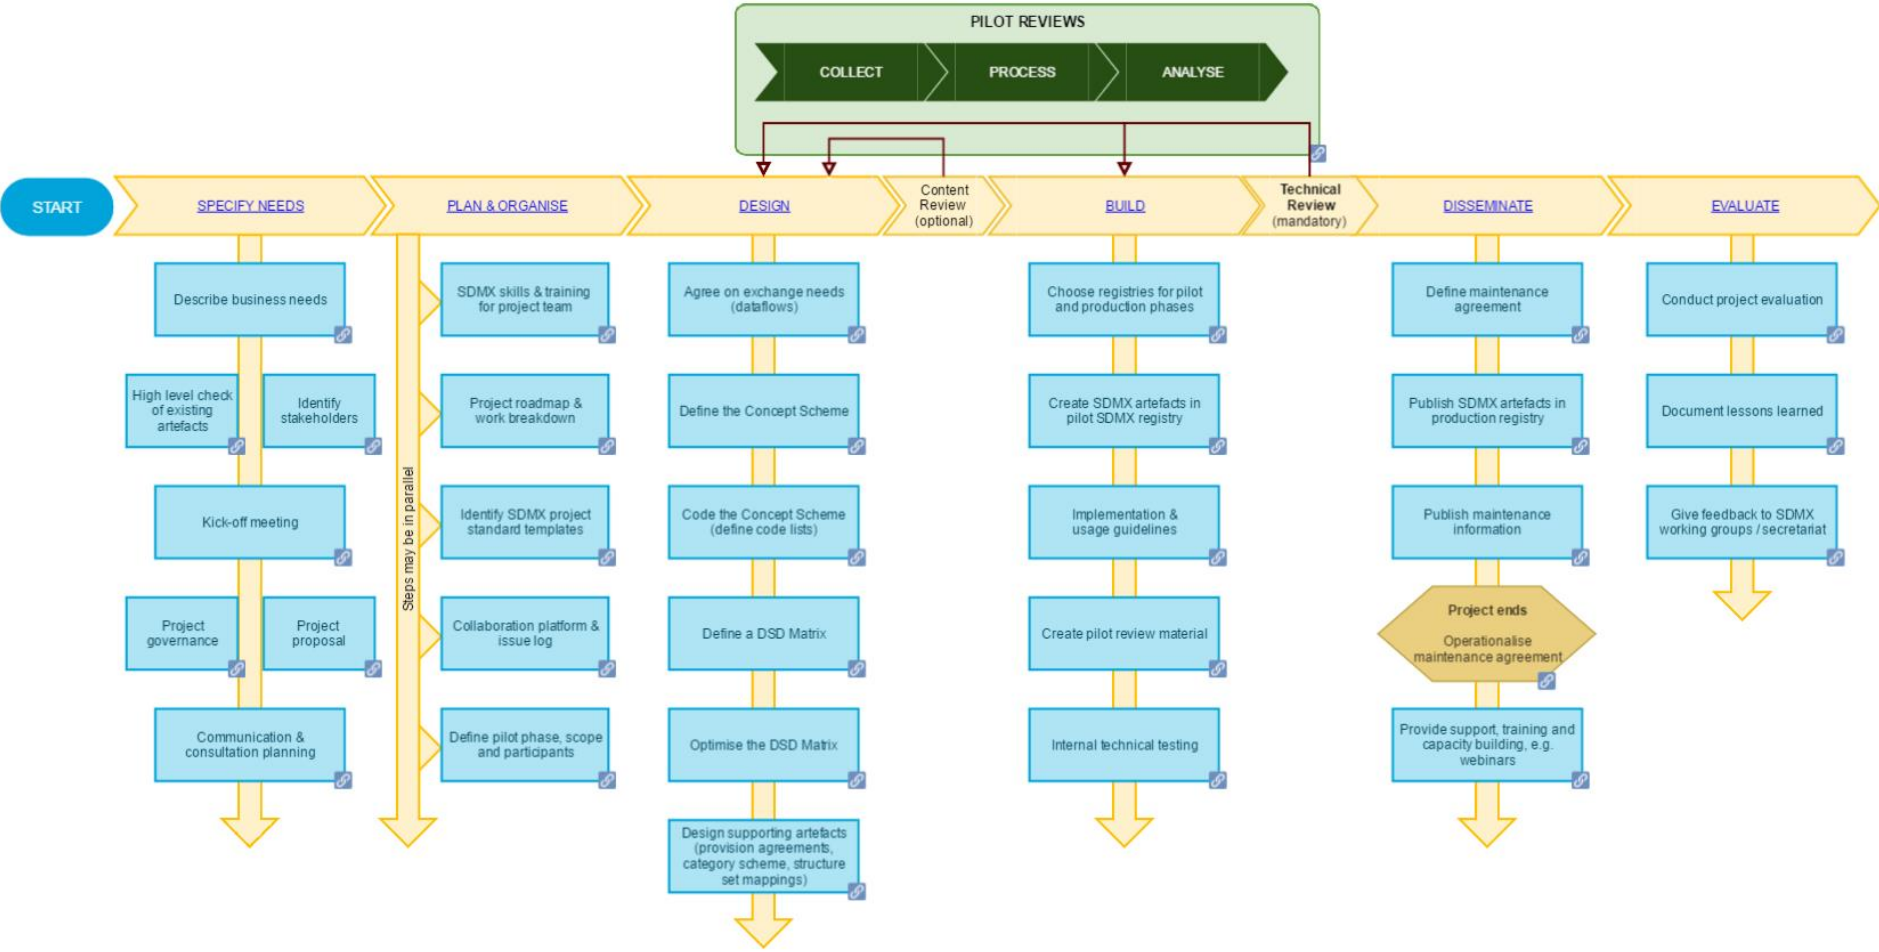 PILOT REVIEWS
COLLECT
PROCESS
ANALYSE
START
SPECIFY NEEDS
PLAN & ORGANISE
DESIGN
Content
Review
(optional)
BUILD
Technical
Review
(mandatory)
DISSEMINATE
EVALUATE
Describe business needs
High level check
of existing
artefacts
Identify
stakeholders
Kick-off meeting
Project
governance
Project
proposal
Communication &
consultation planning
Steps may be in parallel
SDMX skills & training
for project team
Project roadmap &
work breakdown
Identify SDMX project
standard templates
Collaboration platform &
issue log
Define pilot phase, scope
and participants
Agree on exchange needs
(dataflows)
Define the Concept Scheme
Code the Concept Scheme
(define code lists)
Define a DSD Matrix
Optimise the DSD Matrix
Design supporting artefacts
(provision agreements,
category scheme, structure
set mappings)
Choose registries for pilot
and production phases
Create SDMX artefacts in
pilot SDMX registry
Implementation &
usage guidelines
Create pilot review material
Internal technical testing
Define maintenance
agreement
Publish SDMX artefacts in
production registry
Publish maintenance
information
Project ends
Operationalise
maintenance agreement
Provide support, training and
capacity building, e.g.
webinars
Conduct project evaluation
Document lessons learned
Give feedback to SDMX
working groups / secretariat